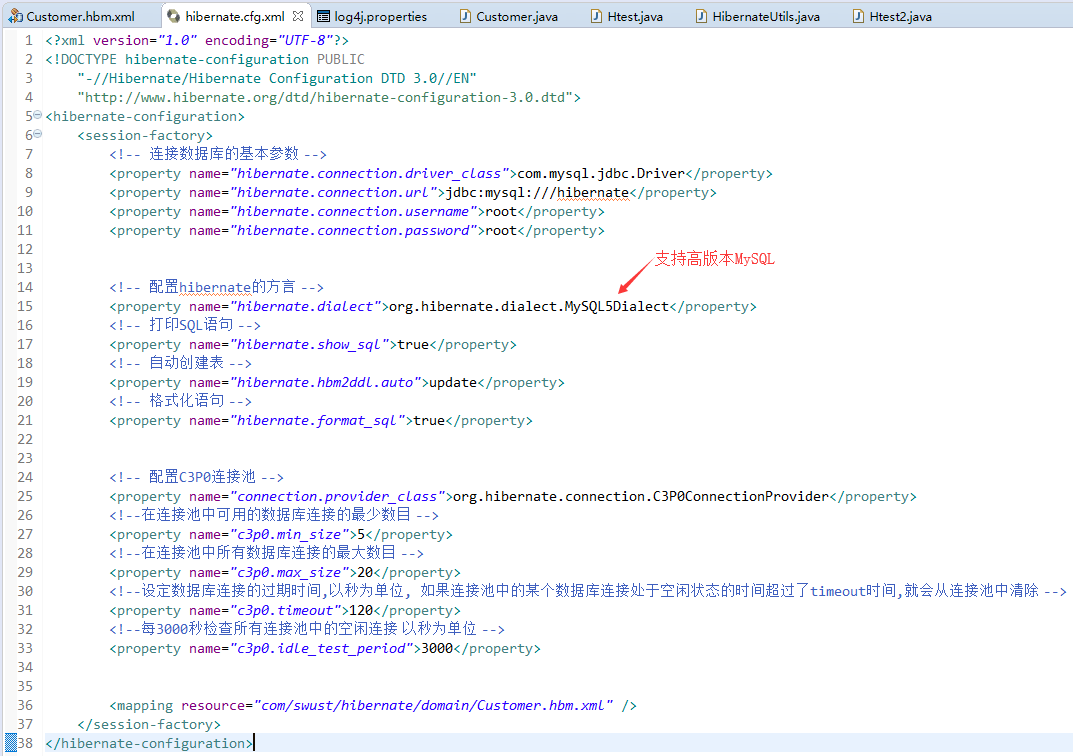 Customer.hbm.xml hibernate.cfg.xml log4j.properties Customer.java Htest.java HibernateUtils.java Htest2.java
1 <?xml version="1.0" encoding="UTF-8"?>
2 <!DOCTYPE hibernate-configuration PUBLIC
3 "-//Hibernate/Hibernate Configuration DTD 3.0//EN"
4 "http://www.hibernate.org/dtd/hibernate-configuration-3.0.dtd">
5 <hibernate-configuration>
6 <session-factory>
7 <!-- 连接数据库的基本参数 -->
8 <property name="hibernate.connection.driver_class">com.mysql.jdbc.Driver</property>
9 <property name="hibernate.connection.url">jdbc:mysql:///hibernate</property>
10 <property name="hibernate.connection.username">root</property>
11 <property name="hibernate.connection.password">root</property>
12
支持高版本MySQL
13
14 <!-- 配置hibernate的方言 -->
15 <property name="hibernate.dialect">org.hibernate.dialect.MySQL5Dialect</property>
16 <!-- 打印SQL语句 -->
17 <property name="hibernate.show_sql">true</property>
18 <!-- 自动创建表 -->
19 <property name="hibernate.hbm2ddl.auto">update</property>
20 <!-- 格式化语句 -->
21 <property name="hibernate.format_sql">true</property>
22
23
24 <!-- 配置C3P0连接池 -->
25 <property name="connection.provider_class">org.hibernate.connection.C3P0ConnectionProvider</property>
26 <!--在连接池中可用的数据库连接的最少数目 -->
27 <property name="c3p0.min_size">5</property>
28 <!--在连接池中所有数据库连接的最大数目 -->
29 <property name="c3p0.max_size">20</property>
30 <!--设定数据库连接的过期时间,以秒为单位, 如果连接池中的某个数据库连接处于空闲状态的时间超过了timeout时间,就会从连接池中清除 -->
31 <property name="c3p0.timeout">120</property>
32 <!--每3000秒检查所有连接池中的空闲连接 以秒为单位 -->
33 <property name="c3p0.idle_test_period">3000</property>
34
35
36 <mapping resource="com/swust/hibernate/domain/Customer.hbm.xml" />
37 </session-factory>
38 </hibernate-configuration>